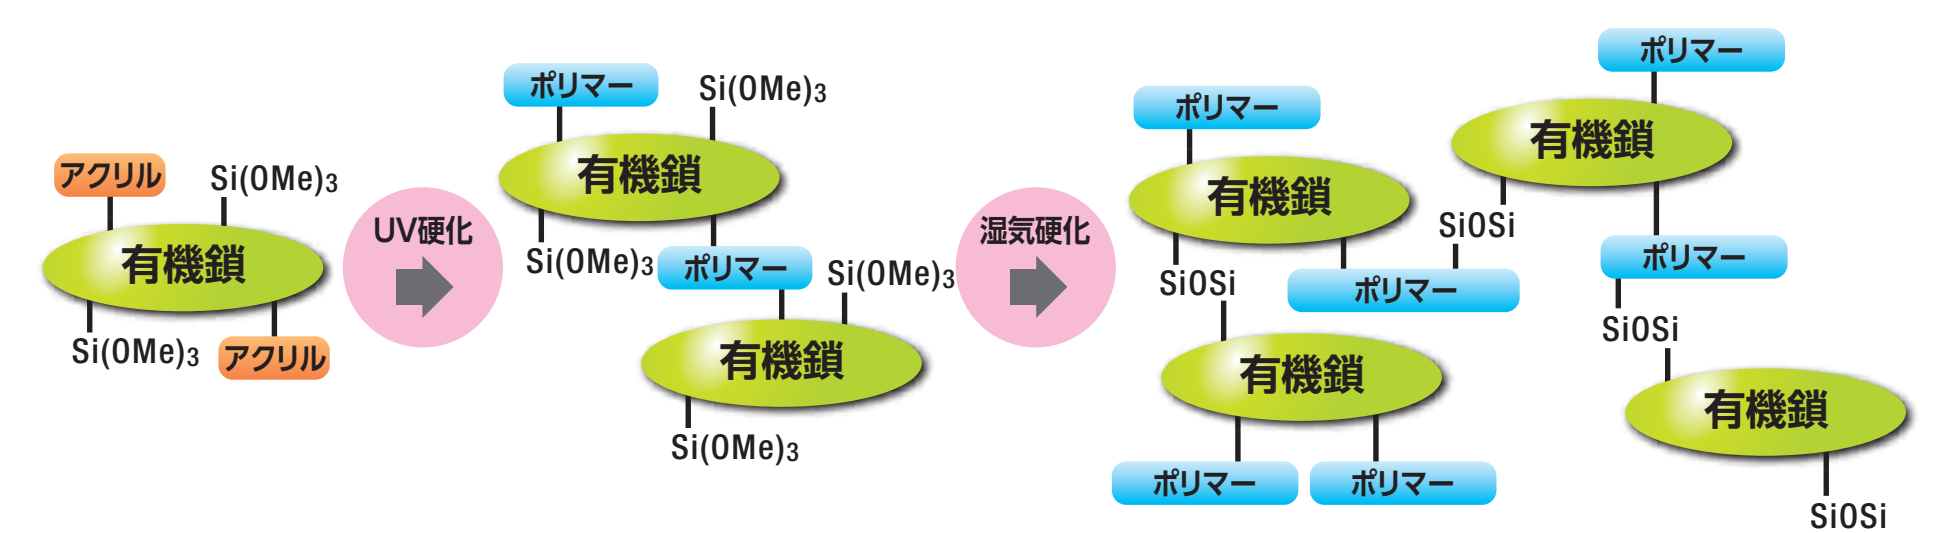 アクリル
Si(OMe)3
有機鎖
Si(OMe)3
アクリル
UV硬化
ポリマー
Si(OMe)3
有機鎖
Si(OMe)3
ポリマー
Si(OMe)3
有機鎖
Si(OMe)3
湿気硬化
ポリマー
有機鎖
SiOSi
ポリマー
有機鎖
ポリマー
ポリマー
ポリマー
有機鎖
SiOSi
ポリマー
SiOSi
有機鎖
SiOSi